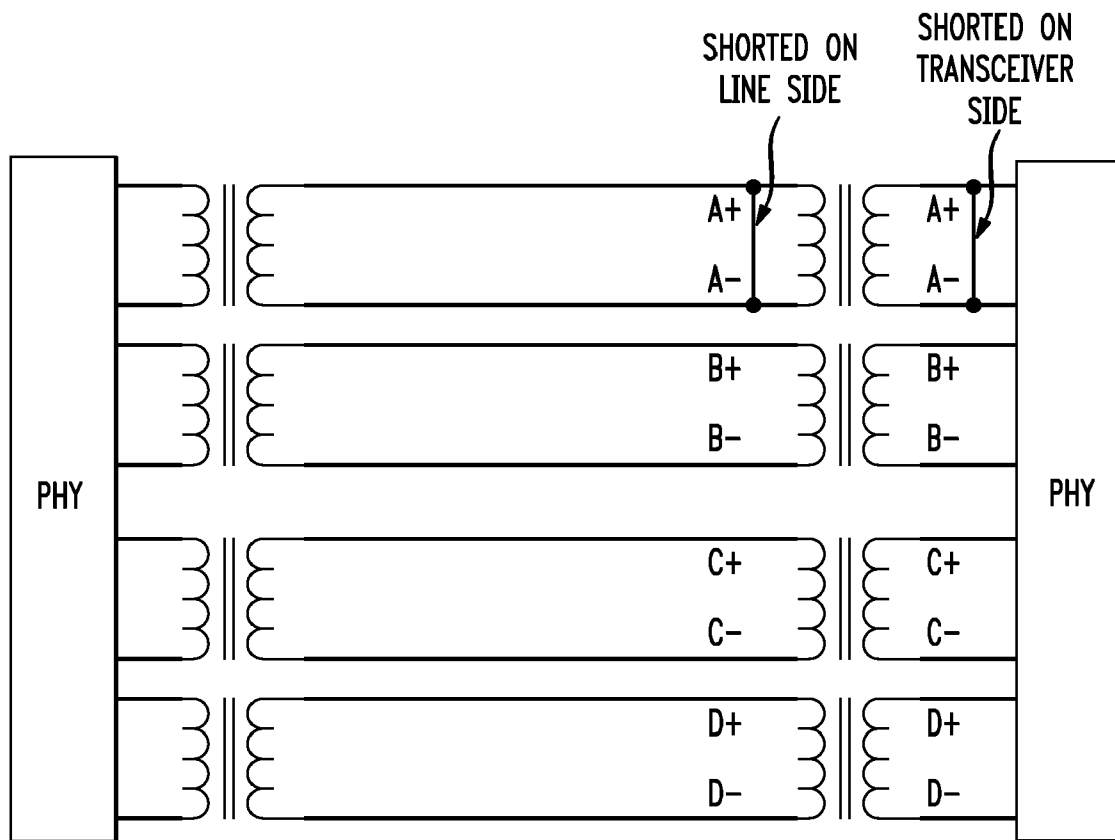 SHORTED ON
LINE SIDE
SHORTED ON
TRANSCEIVER
SIDE
A+
A+
A-
A-
B+
B+
B-
B-
PHY
PHY
C+
C+
C-
C-
D+
D+
D-
D-